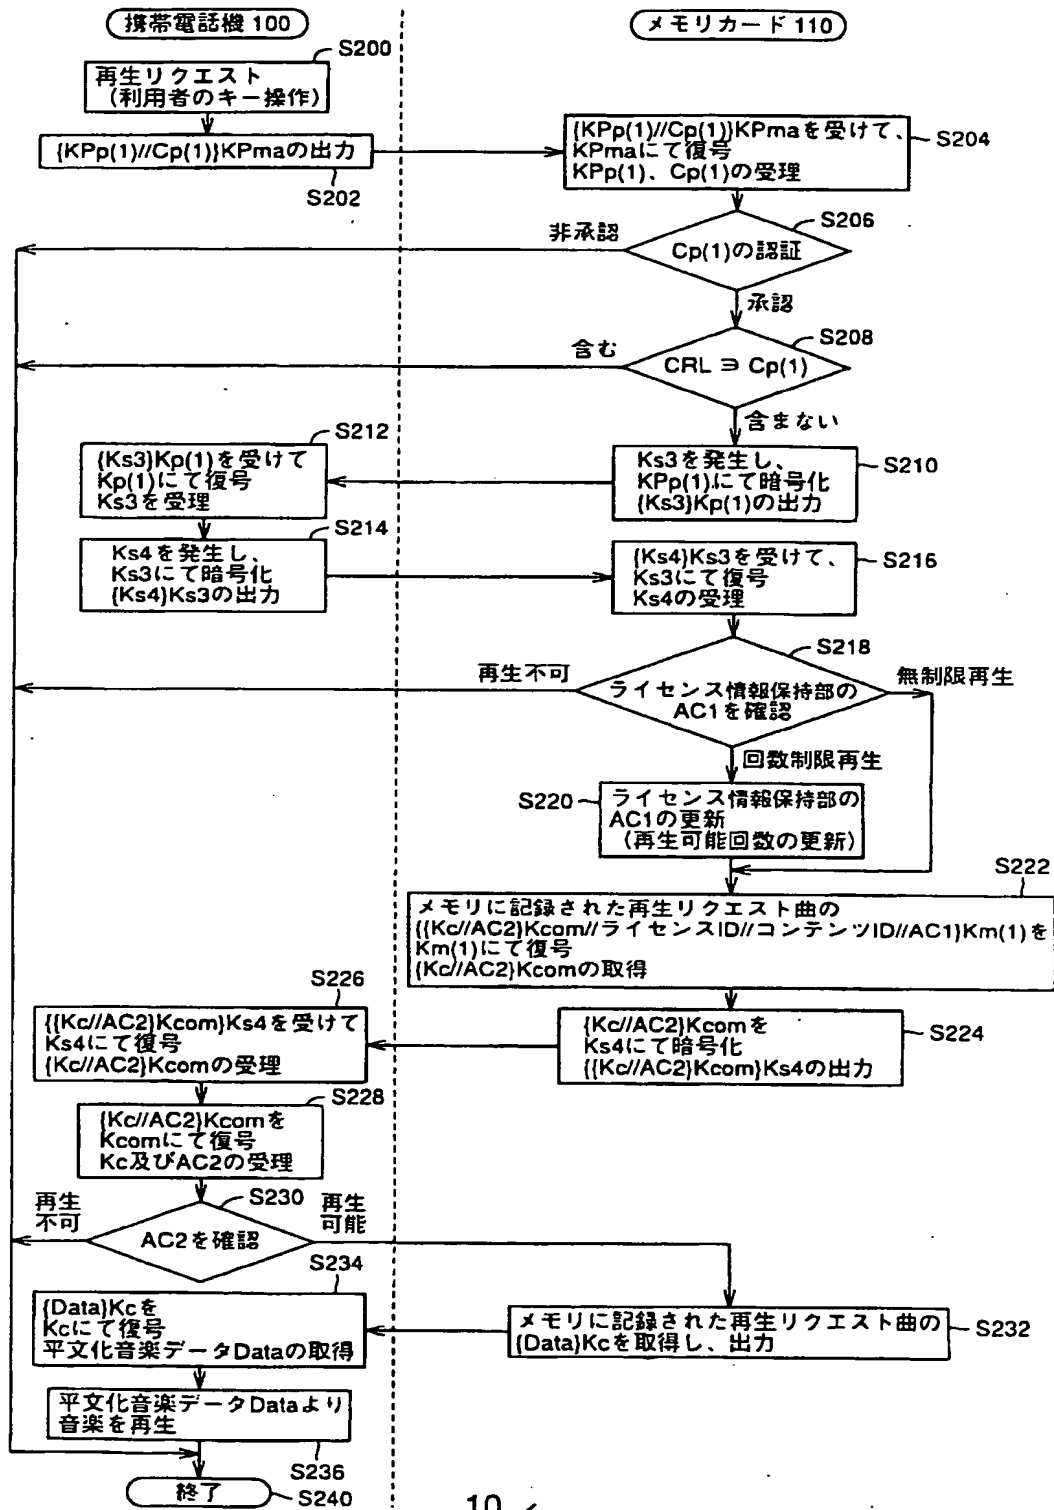 携帯電話機 100
メモリカード 110
S200
再生リクエスト
(利用者のキー操作)
{KPp(1)//Cp(1)}KPmaの出力
S202
{KPp(1)//Cp(1)}KPmaを受けて、
KPmaにて復号
KPp(1)、Cp(1)の受理
S204
S206
非承認
Cp(1)の認証
承認
S208
含む
CRL ∋ Cp(1)
含まない
S212
{Ks3}Kp(1)を受けて
Kp(1)にて復号
Ks3を受理
Ks3を発生し、
KPp(1)にて暗号化
{Ks3}Kp(1)の出力
S210
S214
Ks4を発生し、
Ks3にて暗号化
{Ks4}Ks3の出力
{Ks4}Ks3を受けて、
Ks3にて復号
Ks4の受理
S216
S218
再生不可
無制限再生
ライセンス情報保持部の
AC1を確認
回数制限再生
S220
ライセンス情報保持部の
AC1の更新
(再生可能回数の更新)
S222
メモリに記録された再生リクエスト曲の
{{Kc//AC2}Kcom//ライセンスID//コンテンツID//AC1}Km(1)を
Km(1)にて復号
{Kc//AC2}Kcomの取得
S226
{{Kc//AC2}Kcom}Ks4を受けて
Ks4にて復号
{Kc//AC2}Kcomの受理
{Kc//AC2}Kcomを
Ks4にて暗号化
{{Kc//AC2}Kcom}Ks4の出力
S224
S228
{Kc//AC2}Kcomを
Kcomにて復号
Kc及びAC2の受理
S230
再生
不可
AC2を確認
再生
可能
S234
{Data}Kcを
Kcにて復号
平文化音楽データDataの取得
メモリに記録された再生リクエスト曲の
{Data}Kcを取得し、出力
S232
平文化音楽データDataより
音楽を再生
S236
終了
S240
10